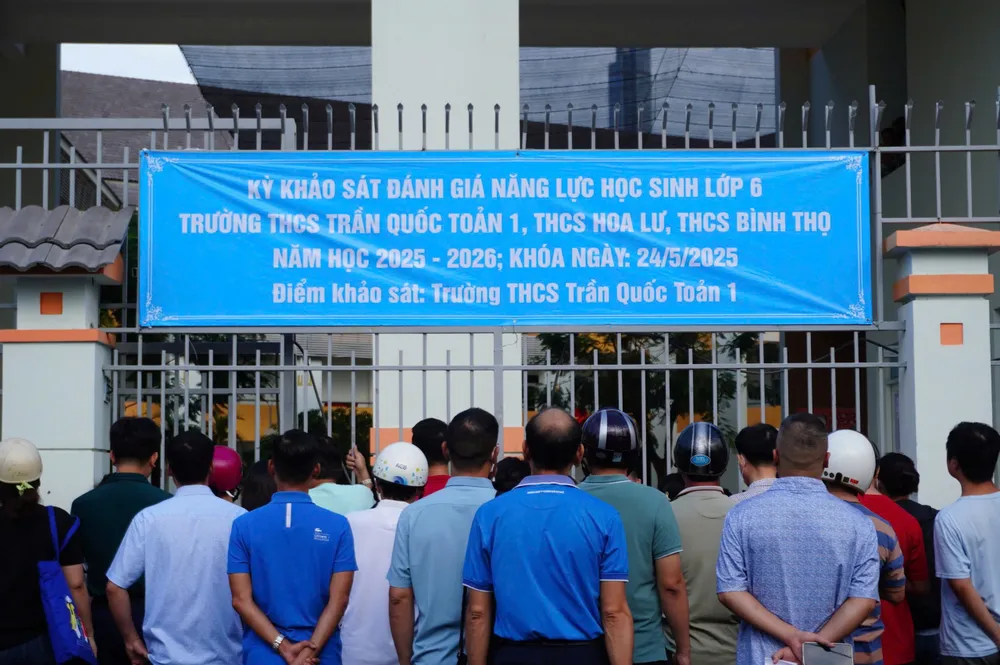 KỲ KHẢO SÁT ĐÁNH GIÁ NĂNG LỰC HỌC SINH LỚP 6
TRƯỜNG THCS TRẦN QUỐC TOẢN 1, THCS HOA LƯ, THCS BÌNH THỌ
NĂM HỌC 2025 - 2026; KHÓA NGÀY: 24/5/2025
Điểm khảo sát: Trường THCS Trần Quốc Toản 1